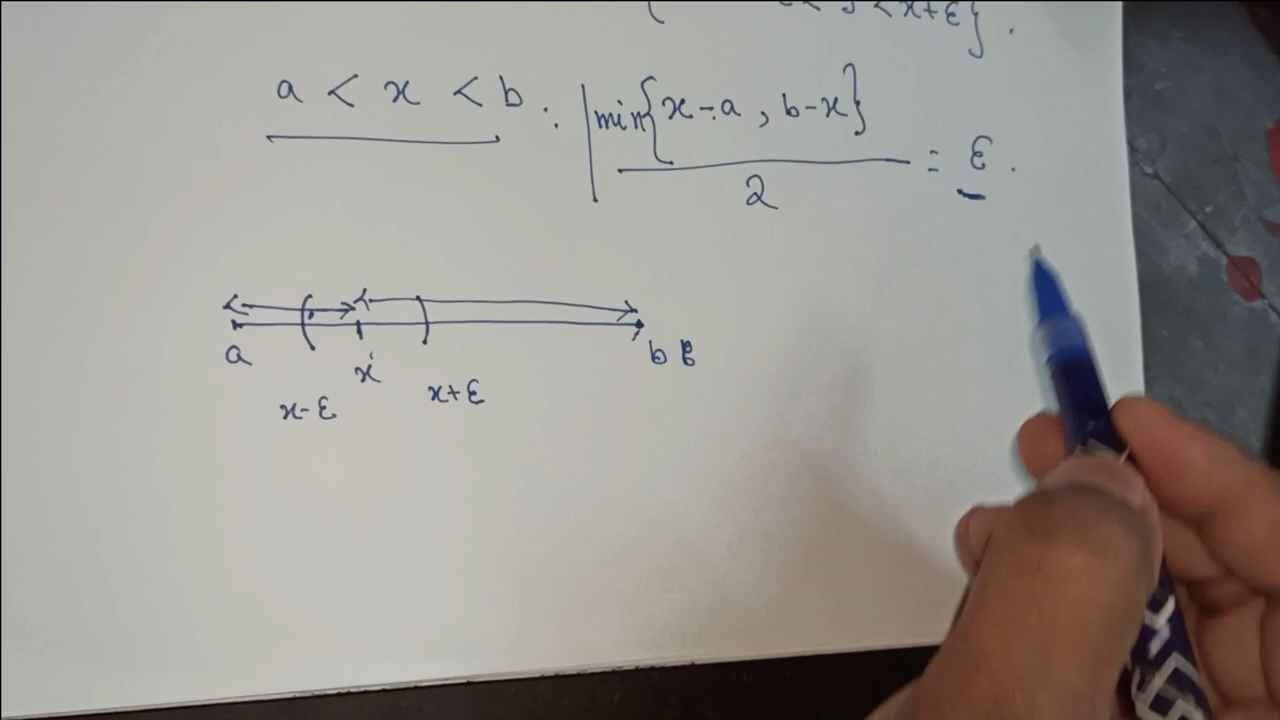 < x+ε}.
a < x < b : min{x-a , b-x}
2
= ε.
a x b
x-ε x+ε